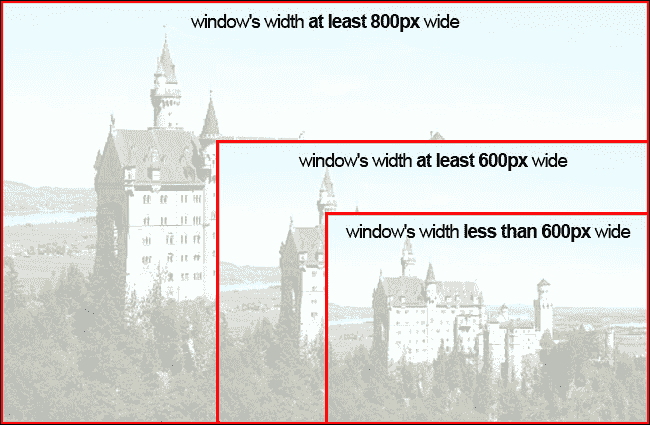 window's width at least 800px wide
window's width at least 600px wide
window's width less than 600px wide